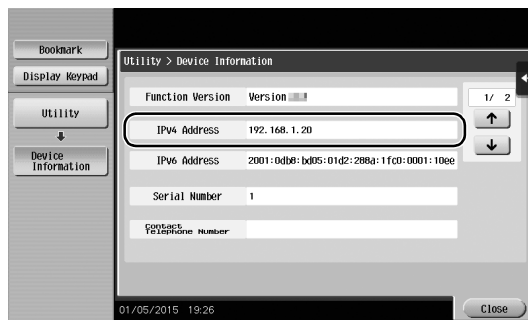 Bookmark
Display Keypad
Utility
Device
Information
Utility > Device Information
Function Version Version
1/ 2
IPv4 Address 192.168.1.20
IPv6 Address 2001:0db8:bd05:01d2:288a:1fc0:0001:10ee
Serial Number 1
Contact
Telephone Number
01/05/2015 19:26
Close